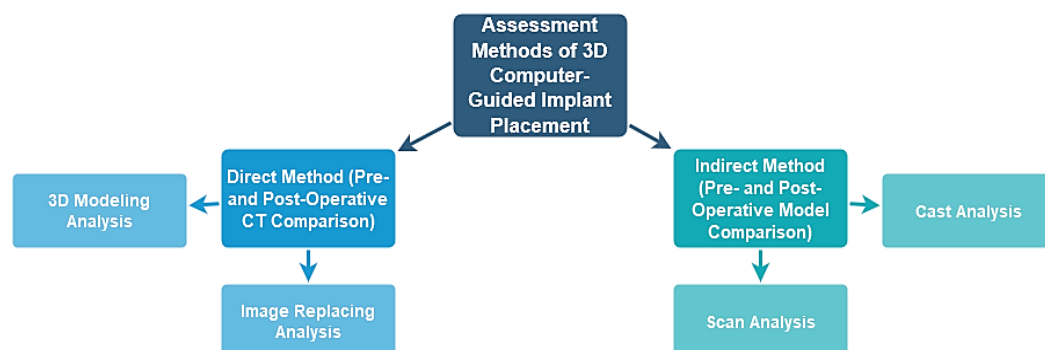 Assessment
Methods of 3D
Computer-
Guided Implant
Placement
Direct Method (Pre-
and Post-Operative
CT Comparison)
Indirect Method
(Pre- and Post-
Operative Model
Comparison)
3D Modeling
Analysis
Cast Analysis
Image Replacing
Analysis
Scan Analysis